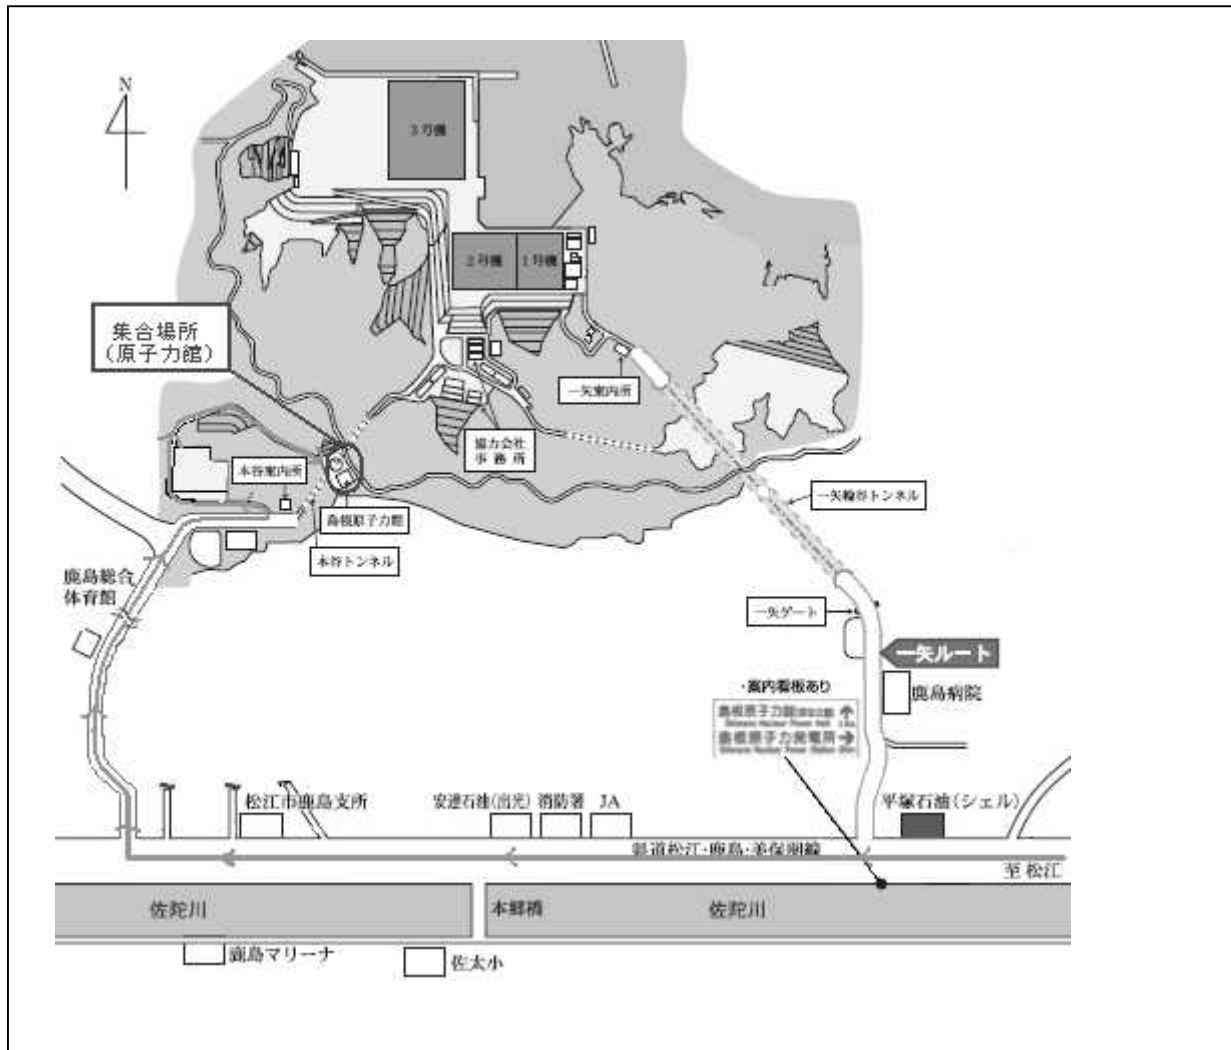 N
3号機
2号機
1号機
集合場所
(原子力館)
一矢案内所
協力会社
事務所
本谷案内所
島根原子力館
本谷トンネル
一矢輪谷トンネル
鹿島総合
体育館
一矢ゲート
一矢ルート
鹿島病院
・案内看板あり
島根原子力館
島根原子力発電所
松江市鹿島支所
安達石油(出光)
消防署
JA
平塚石油(シェル)
県道松江・鹿島・美保関線
至 松江
佐陀川
本郷橋
佐陀川
鹿島マリーナ
佐太小